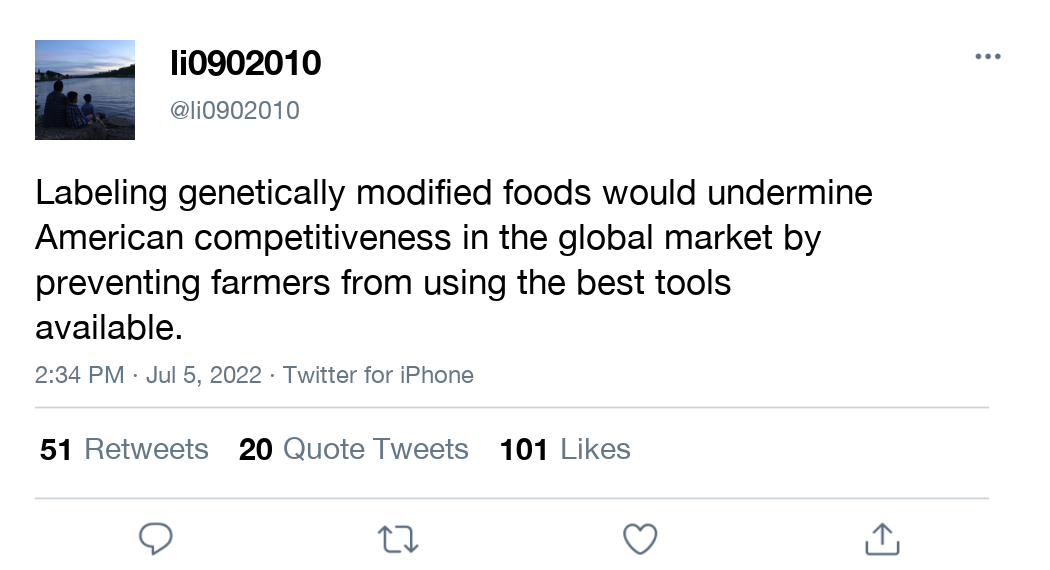 li0902010
@li0902010
Labeling genetically modified foods would undermine
American competitiveness in the global market by
preventing farmers from using the best tools
available.
2:34 PM · Jul 5, 2022 · Twitter for iPhone
51 Retweets 20 Quote Tweets 101 Likes